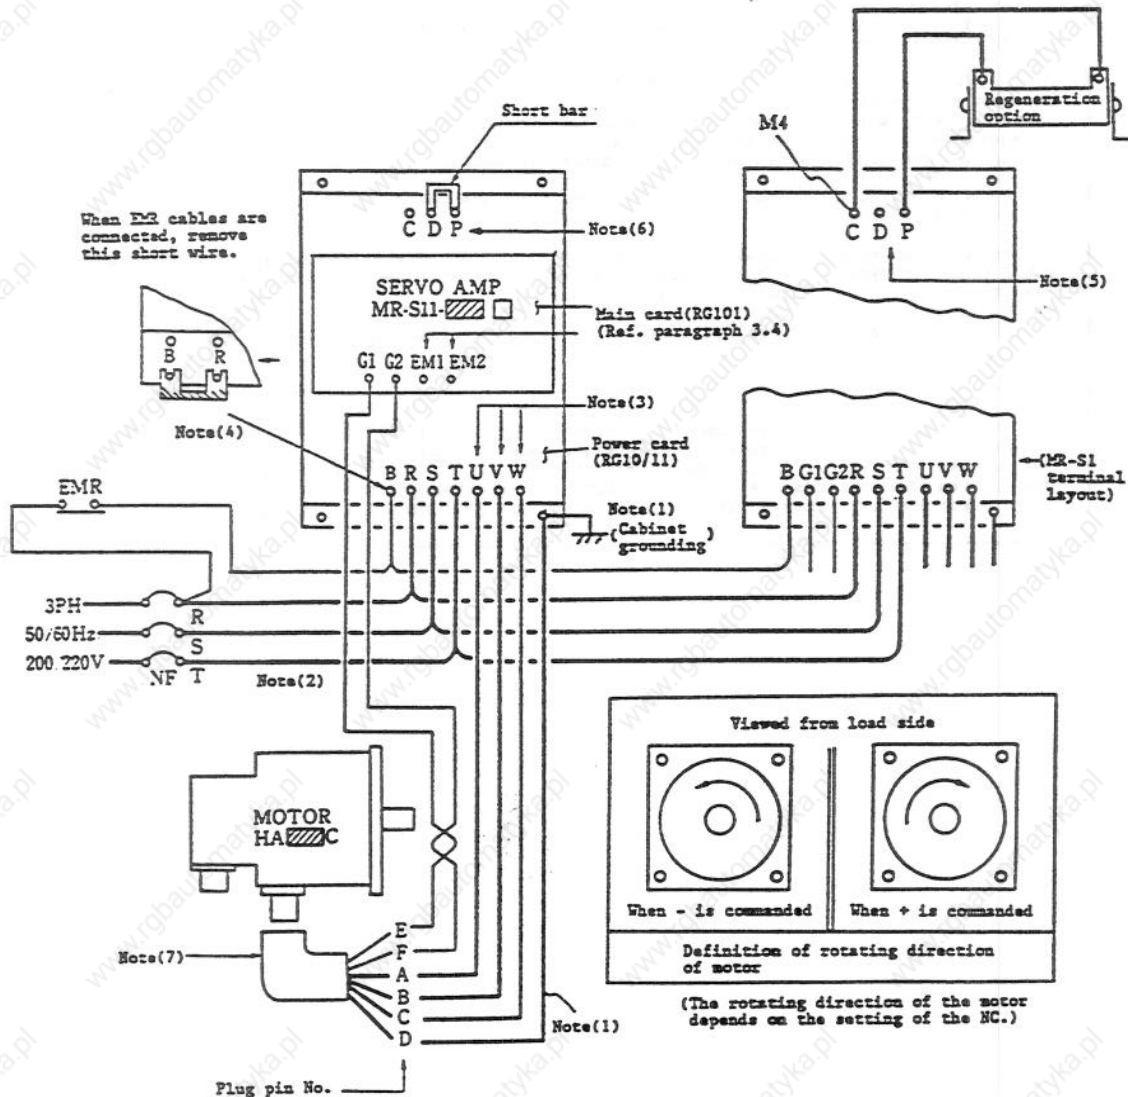 Short bar
M4
Regeneration
option
C D P
Note(6)
C D P
Note(5)
When EMR cables are
connected, remove
this short wire.
SERVO AMP
MR-S11-
Main card(RG101)
(Ref. paragraph 3.4)
G1 G2 EM1 EM2
B R
Note(4)
Note(3)
Power card
(RG10/11)
B R S T U V W
B G1 G2 R S T U V W
(MR-S1
terminal
layout)
EMR
Note(1)
(Cabinet
grounding)
3PH
50/60Hz
200.220V
NF
R
S
T
Note(2)
MOTOR
HA C
Viewed from load side
When - is commanded
When + is commanded
Definition of rotating direction
of motor
(The rotating direction of the motor
depends on the setting of the NC.)
Note(7)
E
F
A
B
C
D
Note(1)
Plug pin No.
www.rgbautomatyka.pl